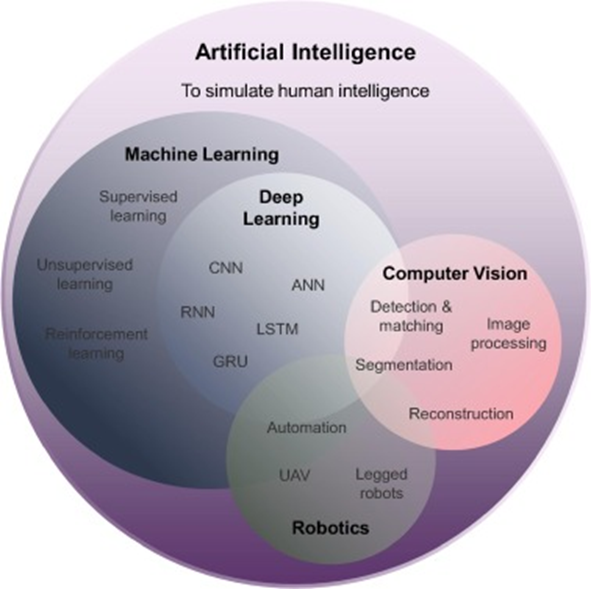 Artificial Intelligence
To simulate human intelligence
Machine Learning
Supervised
learning
Unsupervised
learning
Reinforcement
learning
Deep
Learning
CNN
ANN
RNN
LSTM
GRU
Computer Vision
Detection &
matching
Image
processing
Segmentation
Reconstruction
Automation
UAV
Legged
robots
Robotics